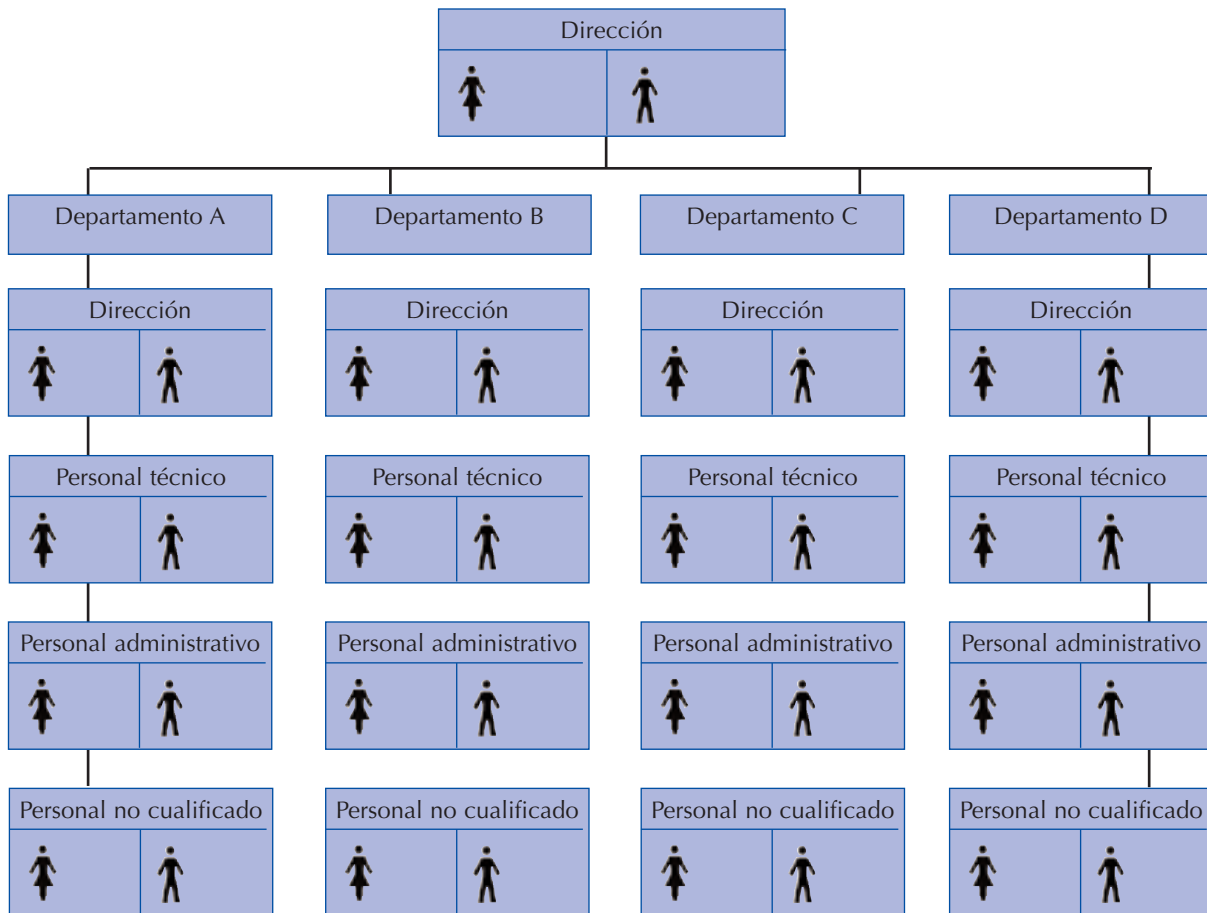 Dirección
Departamento A
Departamento B
Departamento C
Departamento D
Dirección
Dirección
Dirección
Dirección
Personal técnico
Personal técnico
Personal técnico
Personal técnico
Personal administrativo
Personal administrativo
Personal administrativo
Personal administrativo
Personal no cualificado
Personal no cualificado
Personal no cualificado
Personal no cualificado